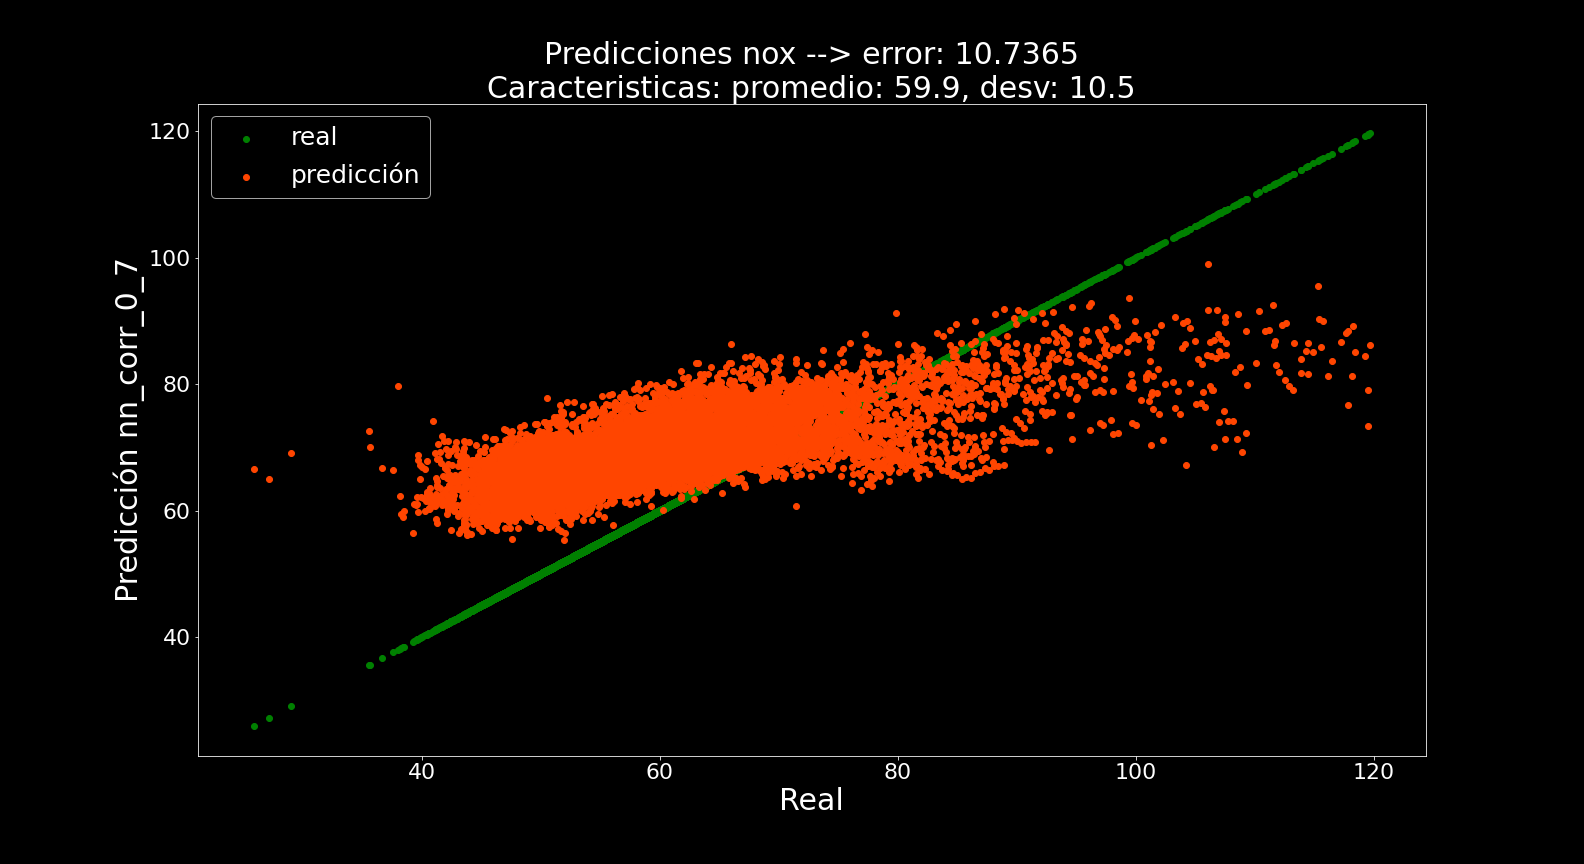 Predicciones nox --> error: 10.7365
Caracteristicas: promedio: 59.9, desv: 10.5
real
predicción
120
100
80
60
40
Predicción nn_corr_0_7
40 60 80 100 120
Real